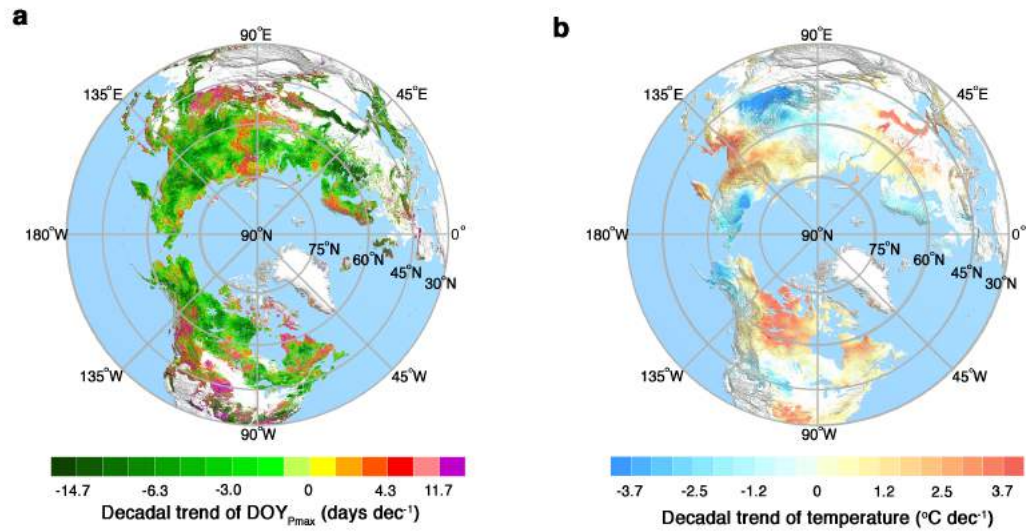 a
b
90°E
90°E
135°E
45°E
135°E
45°E
180°W
90°N
75°N
60°N
45°N
30°N
0°
180°W
90°N
75°N
60°N
45°N
30°N
0°
135°W
45°W
135°W
45°W
90°W
90°W
-14.7 -6.3 -3.0 0 4.3 11.7
Decadal trend of DOYPmax (days dec-1)
-3.7 -2.5 -1.2 0 1.2 2.5 3.7
Decadal trend of temperature (°C dec-1)